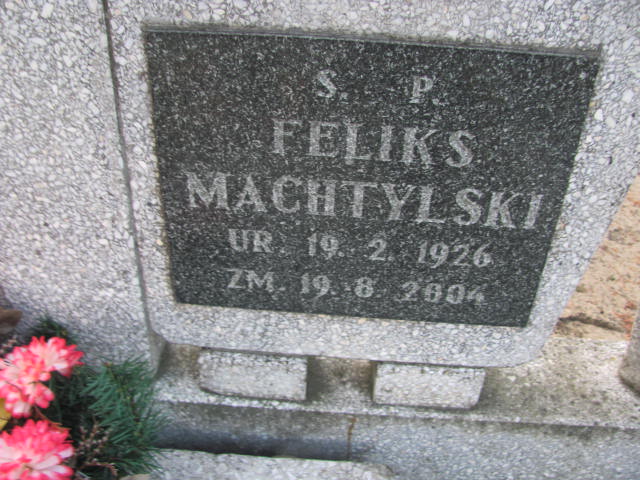 S. P.
FELIKS
MACHTYLSKI
UR. 19. 2. 1926
ZM. 19. 8. 2004